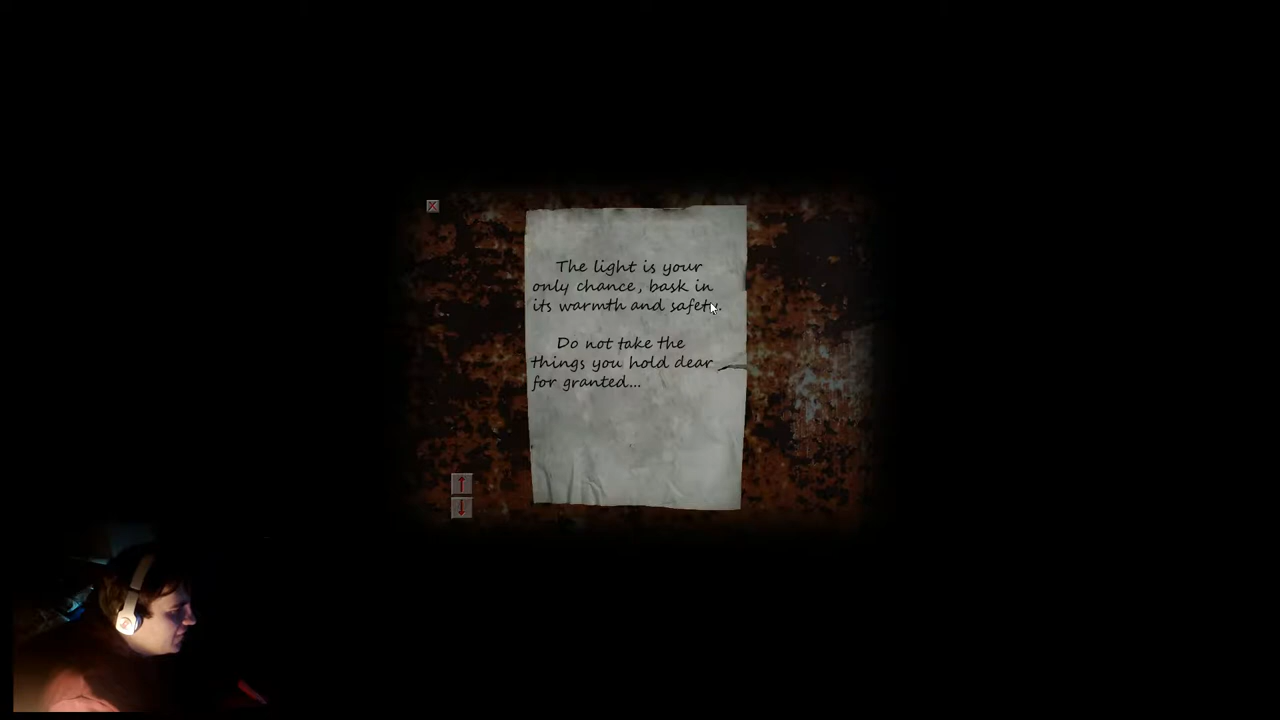 The light is your
only chance, bask in
its warmth and safety.
Do not take the
things you hold dear
for granted...